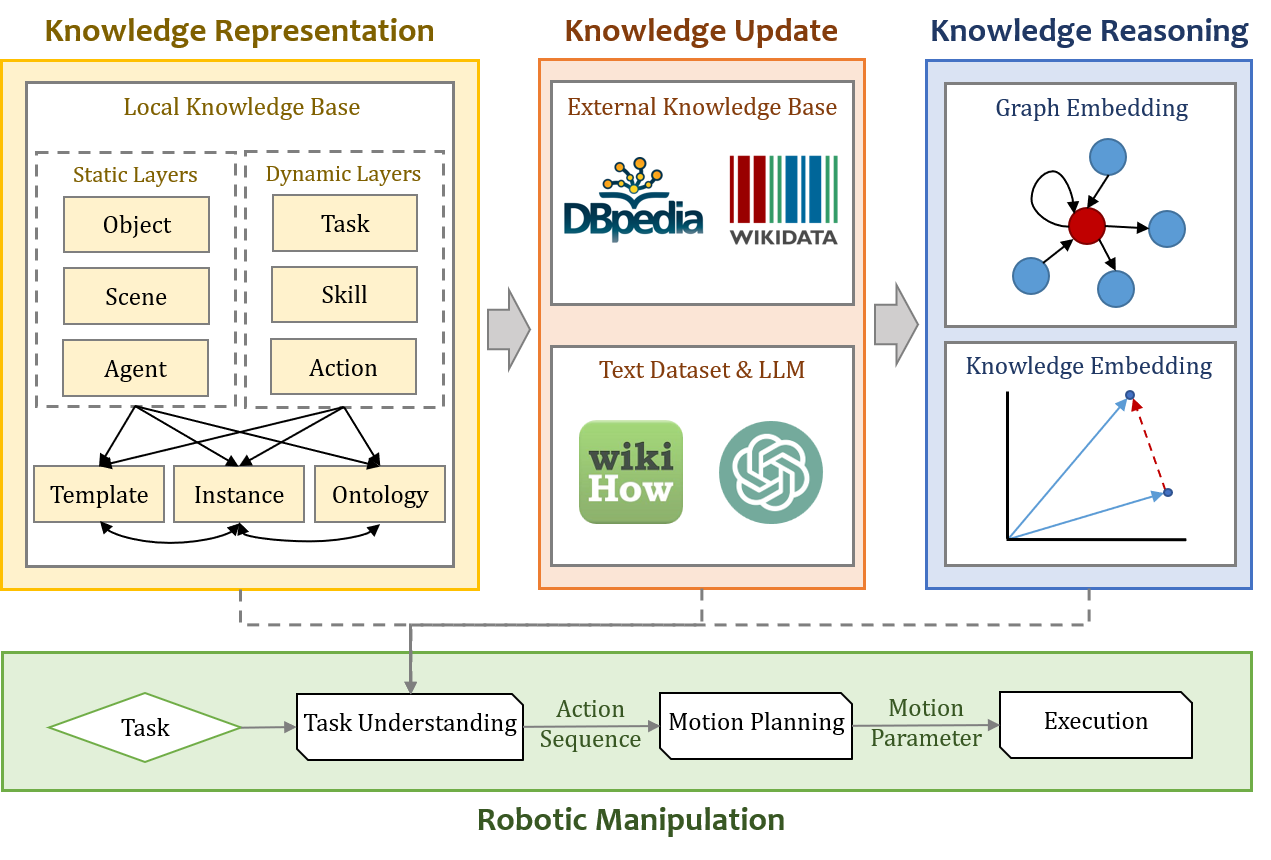 Knowledge Representation
Knowledge Update
Knowledge Reasoning
Local Knowledge Base
Static Layers
Object
Scene
Agent
Dynamic Layers
Task
Skill
Action
Template
Instance
Ontology
External Knowledge Base
DBpedia
WIKIDATA
Text Dataset & LLM
wiki
How
Graph Embedding
Knowledge Embedding
Task
Task Understanding
Action
Sequence
Motion Planning
Motion
Parameter
Execution
Robotic Manipulation